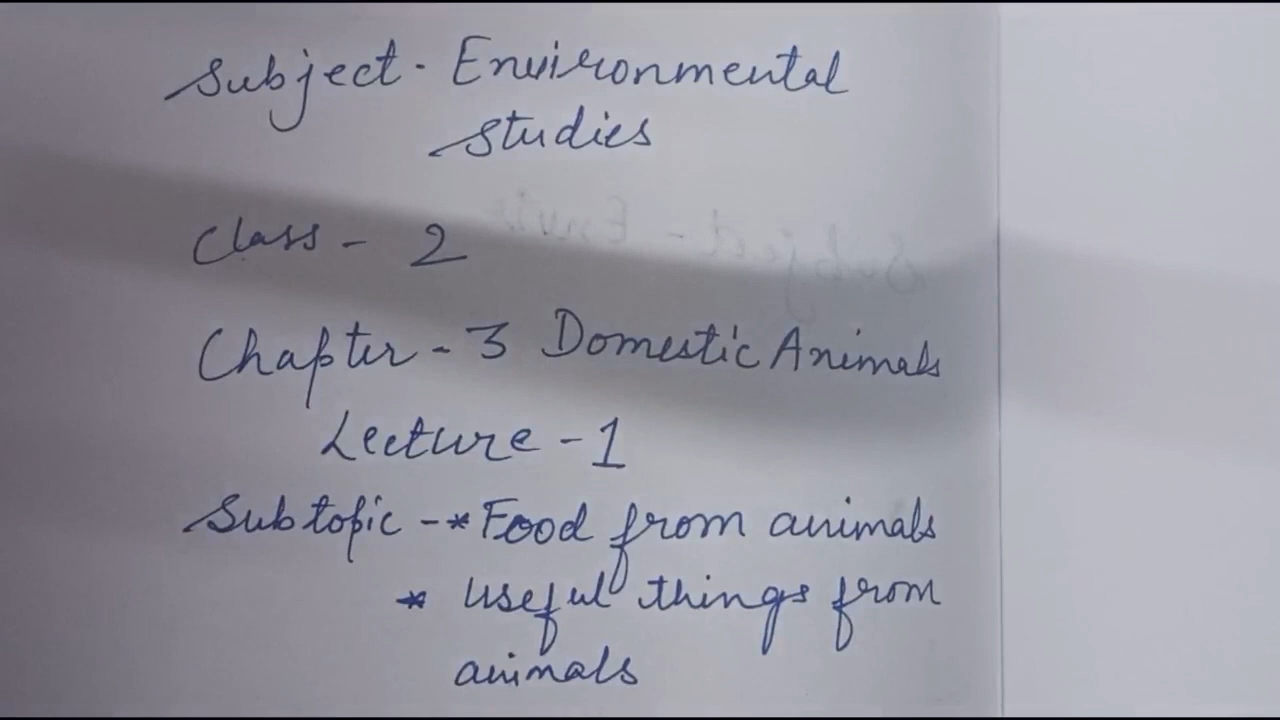 Subject - Environmental
Studies
Class - 2
Chapter - 3 Domestic Animals
Lecture - 1
Subtopic - * Food from animals
* Useful things from
animals